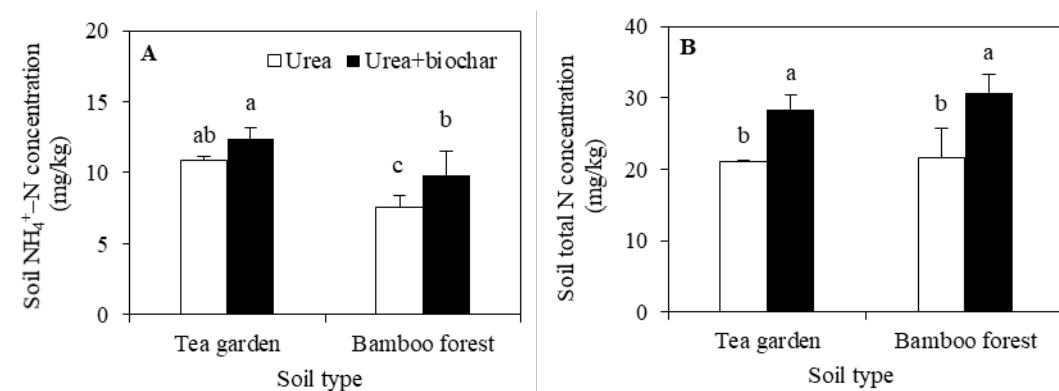 A
Urea Urea+biochar
Soil NH₄⁺–N concentration
(mg/kg)
20
15
10
5
0
ab
a
c
b
Tea garden Bamboo forest
Soil type
B
Soil total N concentration
(mg/kg)
40
30
20
10
0
b
a
b
a
Tea garden Bamboo forest
Soil type